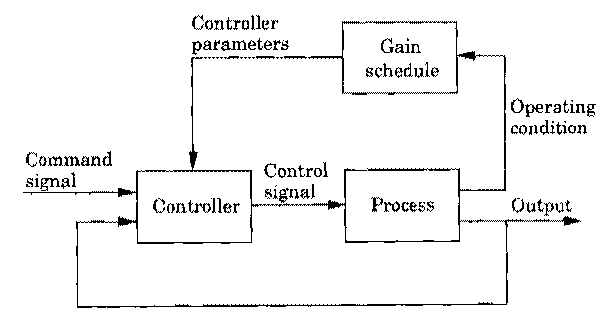 Controller
parameters
Gain
schedule
Operating
condition
Command
signal
Control
signal
Controller
Process
Output